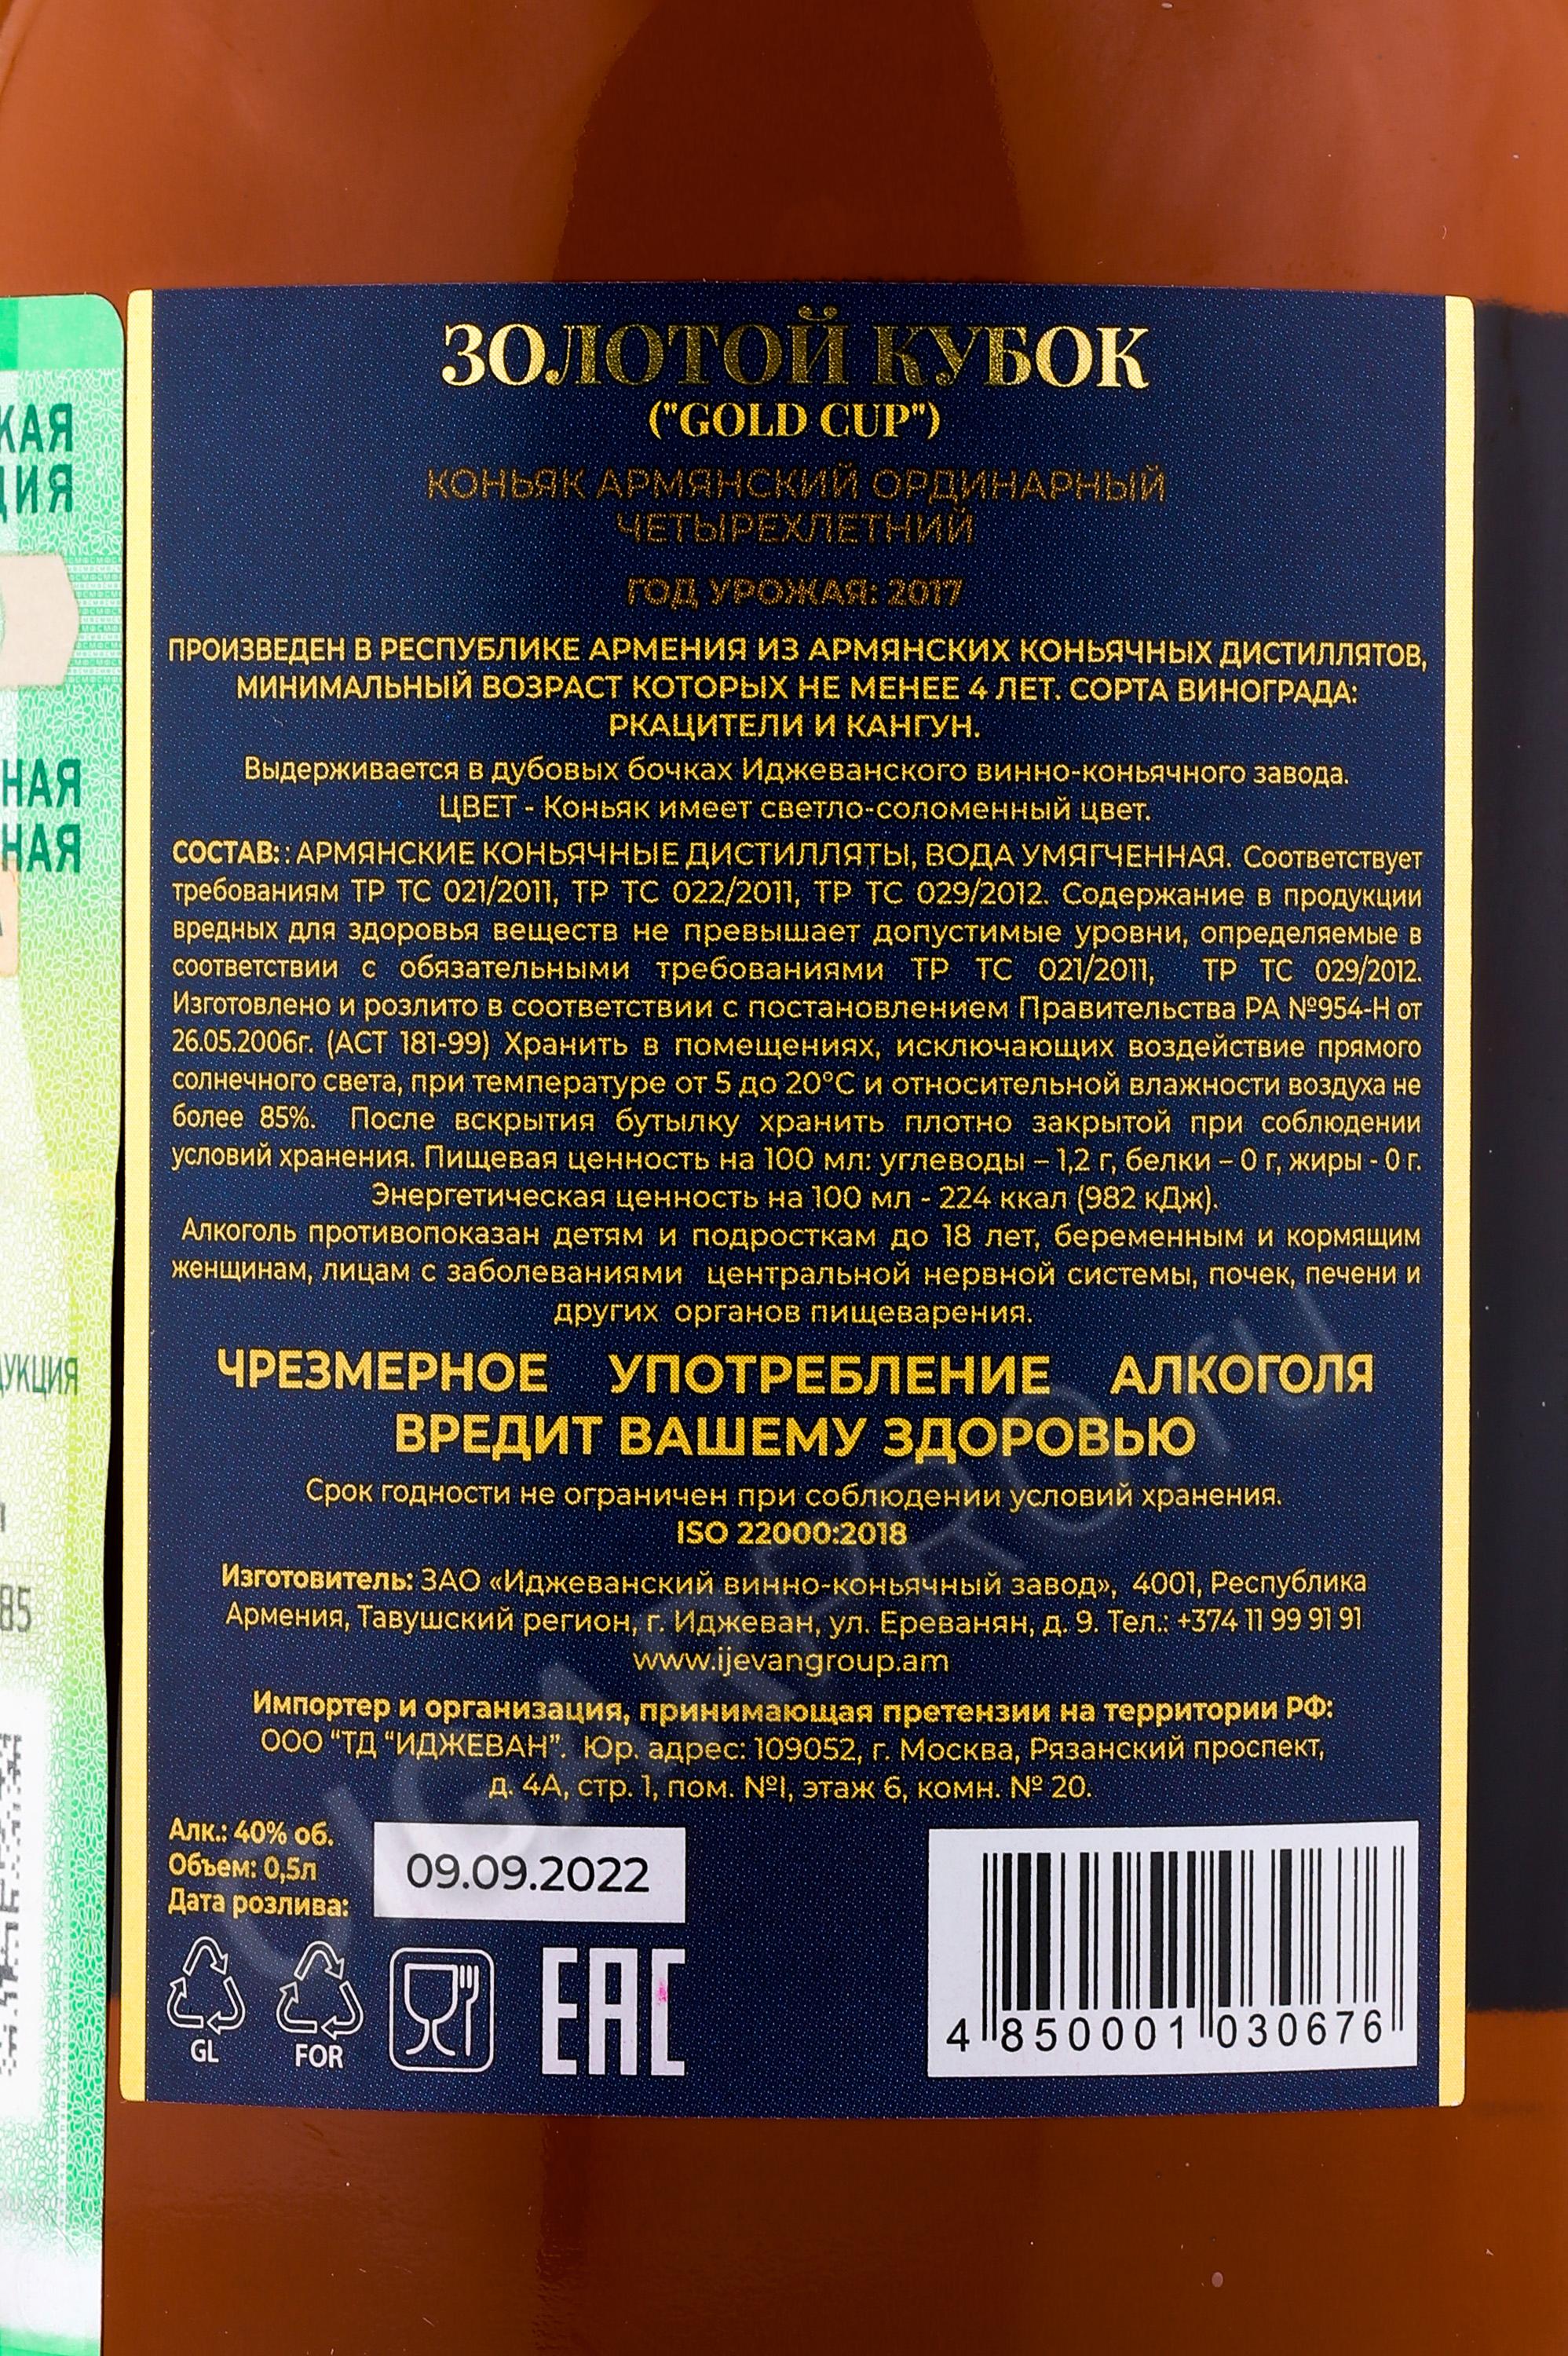 ЗОЛОТОЙ КУБОК
("GOLD CUP")
КОНЬЯК АРМЯНСКИЙ ОРДИНАРНЫЙ
ЧЕТЫРЕХЛЕТНИЙ
ГОД УРОЖАЯ: 2017
ПРОИЗВЕДЕН В РЕСПУБЛИКЕ АРМЕНИЯ ИЗ АРМЯНСКИХ КОНЬЯЧНЫХ ДИСТИЛЛЯТОВ,
МИНИМАЛЬНЫЙ ВОЗРАСТ КОТОРЫХ НЕ МЕНЕЕ 4 ЛЕТ. СОРТА ВИНОГРАДА:
РКАЦИТЕЛИ И КАНГУН.
Выдерживается в дубовых бочках Иджеванского винно-коньячного завода.
ЦВЕТ - Коньяк имеет светло-соломенный цвет.
СОСТАВ: : АРМЯНСКИЕ КОНЬЯЧНЫЕ ДИСТИЛЛЯТЫ, ВОДА УМЯГЧЕННАЯ. Соответствует
требованиям ТР ТС 021/2011, ТР ТС 022/2011, ТР ТС 029/2012. Содержание в продукции
вредных для здоровья веществ не превышает допустимые уровни, определяемые в
соответствии с обязательными требованиями ТР ТС 021/2011, ТР ТС 029/2012.
Изготовлено и розлито в соответствии с постановлением Правительства РА №954-Н от
26.05.2006г. (АСТ 181-99) Хранить в помещениях, исключающих воздействие прямого
солнечного света, при температуре от 5 до 20°С и относительной влажности воздуха не
более 85%. После вскрытия бутылку хранить плотно закрытой при соблюдении
условий хранения. Пищевая ценность на 100 мл: углеводы – 1,2 г, белки – 0 г, жиры - 0 г.
Энергетическая ценность на 100 мл - 224 ккал (982 кДж).
Алкоголь противопоказан детям и подросткам до 18 лет, беременным и кормящим
женщинам, лицам с заболеваниями центральной нервной системы, почек, печени и
других органов пищеварения.
ЧРЕЗМЕРНОЕ УПОТРЕБЛЕНИЕ АЛКОГОЛЯ
ВРЕДИТ ВАШЕМУ ЗДОРОВЬЮ
Срок годности не ограничен при соблюдении условий хранения.
ISO 22000:2018
Изготовитель: ЗАО «Иджеванский винно-коньячный завод», 4001, Республика
Армения, Тавушский регион, г. Иджеван, ул. Ереванян, д. 9. Тел.: +374 11 99 91 91
www.ijevangroup.am
Импортер и организация, принимающая претензии на территории РФ:
ООО “ТД “ИДЖЕВАН”. Юр. адрес: 109052, г. Москва, Рязанский проспект,
д. 4А, стр. 1, пом. №I, этаж 6, комн. № 20.
Алк.: 40% об.
Объем: 0,5л
Дата розлива:
09.09.2022
GL
FOR
EAC
4 850001 030676
CIGARPRO.ru